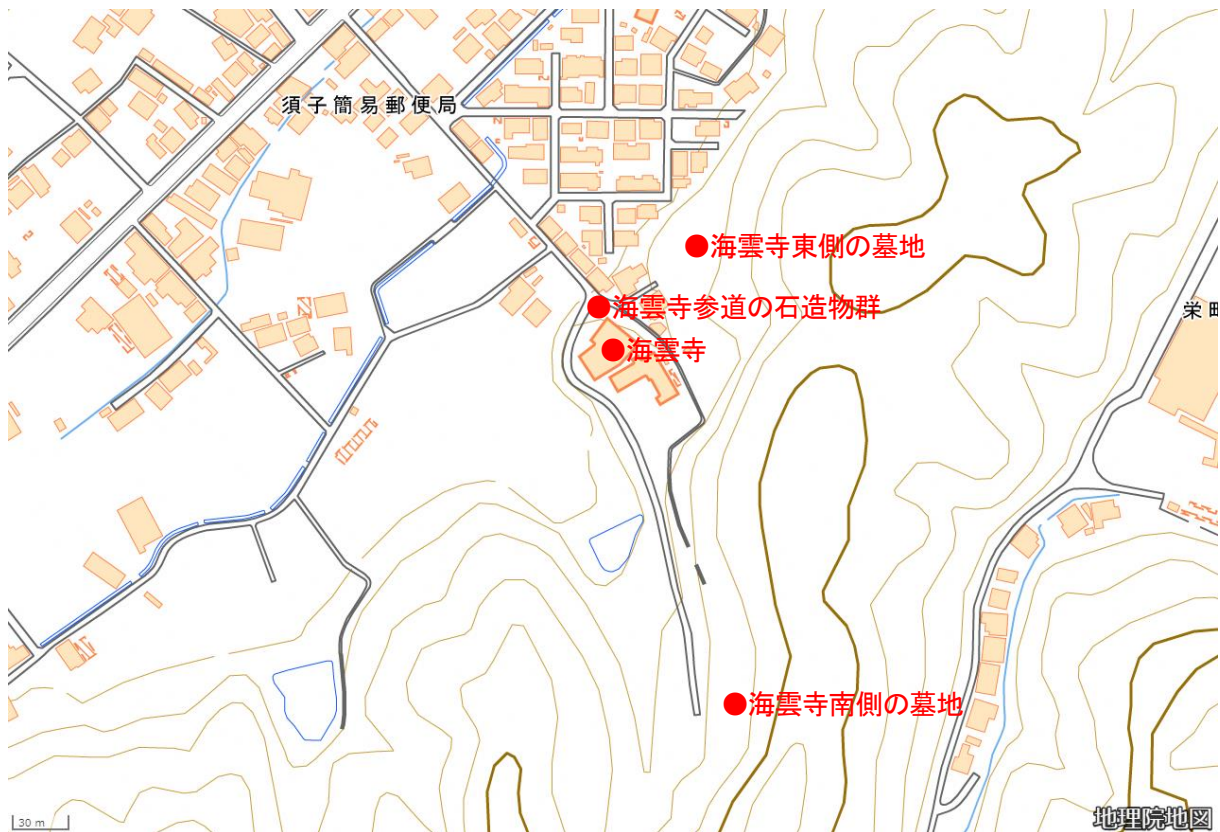 須子簡易郵便局
●海雲寺東側の墓地
●海雲寺参道の石造物群
栄町
●海雲寺
●海雲寺南側の墓地
30 m
地理院地図